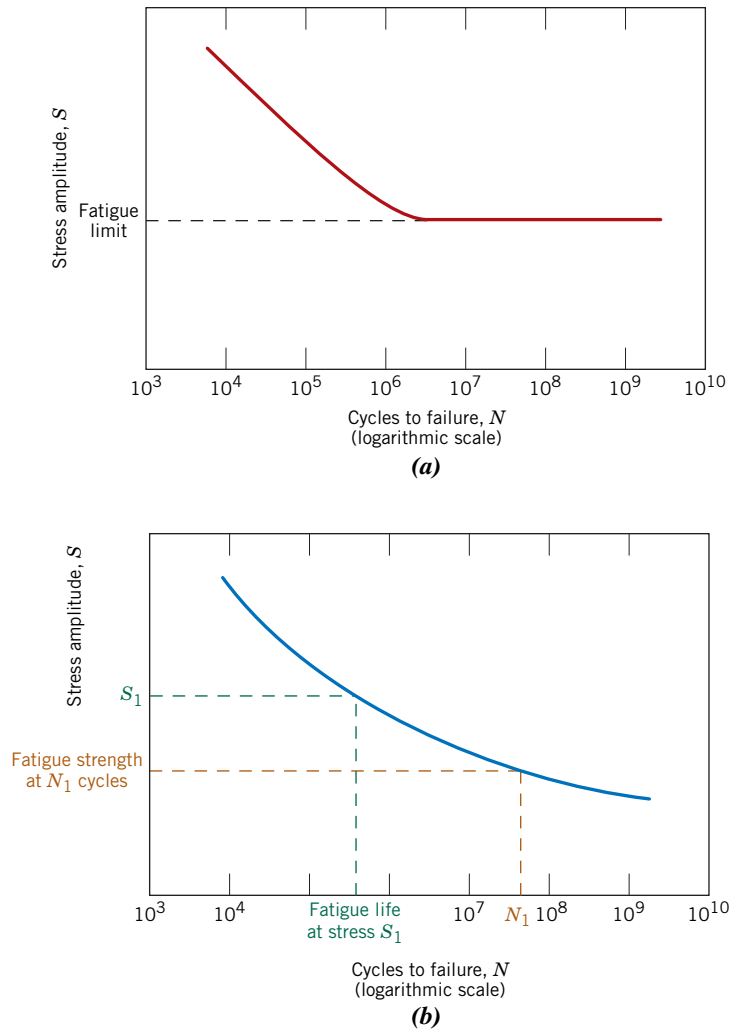 Stress amplitude, S
Fatigue
limit
10³ 10⁴ 10⁵ 10⁶ 10⁷ 10⁸ 10⁹ 10¹⁰
Cycles to failure, N
(logarithmic scale)
(a)
Stress amplitude, S
S₁
Fatigue strength
at N₁ cycles
10³ 10⁴ Fatigue life 10⁷ N₁ 10⁸ 10⁹ 10¹⁰
at stress S₁
Cycles to failure, N
(logarithmic scale)
(b)